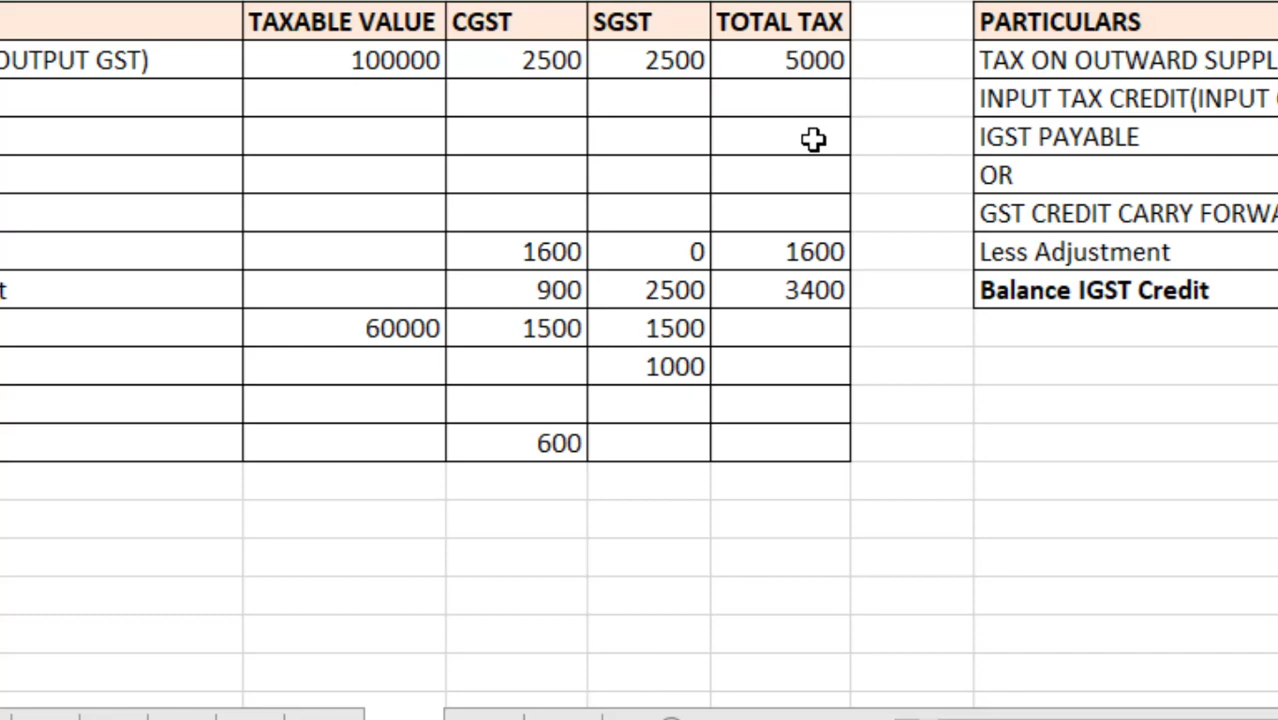 TAXABLE VALUE CGST SGST TOTAL TAX PARTICULARS
OUTPUT GST) 100000 2500 2500 5000 TAX ON OUTWARD SUPPL
INPUT TAX CREDIT(INPUT
IGST PAYABLE
OR
GST CREDIT CARRY FORWA
1600 0 1600 Less Adjustment
t 900 2500 3400 Balance IGST Credit
60000 1500 1500
1000
600